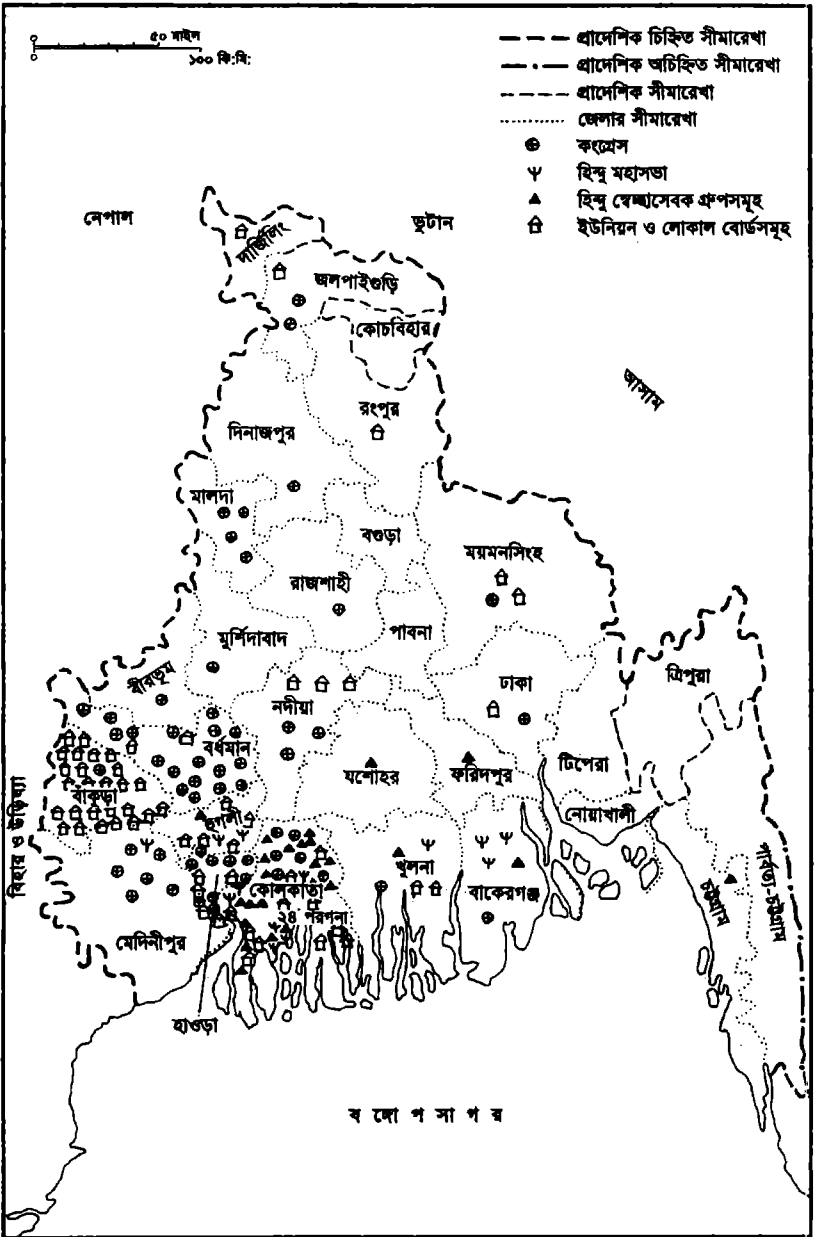 ০ ৫০ মাইল
০ ১০০ কি:মি:
প্রাদেশিক চিহ্নিত সীমারেখা
প্রাদেশিক অচিহ্নিত সীমারেখা
প্রাদেশিক সীমারেখা
জেলার সীমারেখা
কংগ্রেস
হিন্দু মহাসভা
হিন্দু স্বেচ্ছাসেবক গ্রুপসমূহ
ইউনিয়ন ও লোকাল বোর্ডসমূহ
নেপাল
ভুটান
দার্জিলিং
জলপাইগুড়ি
কোচবিহার
আসাম
রংপুর
দিনাজপুর
মালদা
বগুড়া
ময়মনসিংহ
রাজশাহী
পাবনা
মুর্শিদাবাদ
বীরভূম
ত্রিপুরা
ঢাকা
নদীয়া
বর্ধমান
যশোহর
ফরিদপুর
টিপেরা
বাঁকুড়া
নোয়াখালী
হুগলী
বিহার ও উড়িষ্যা
খুলনা
কোলকাতা
বাকেরগঞ্জ
২৪ পরগনা
চট্টগ্রাম
পার্বত্য-চট্টগ্রাম
মেদিনীপুর
হাওড়া
ব ঙ্গো প সা গ র